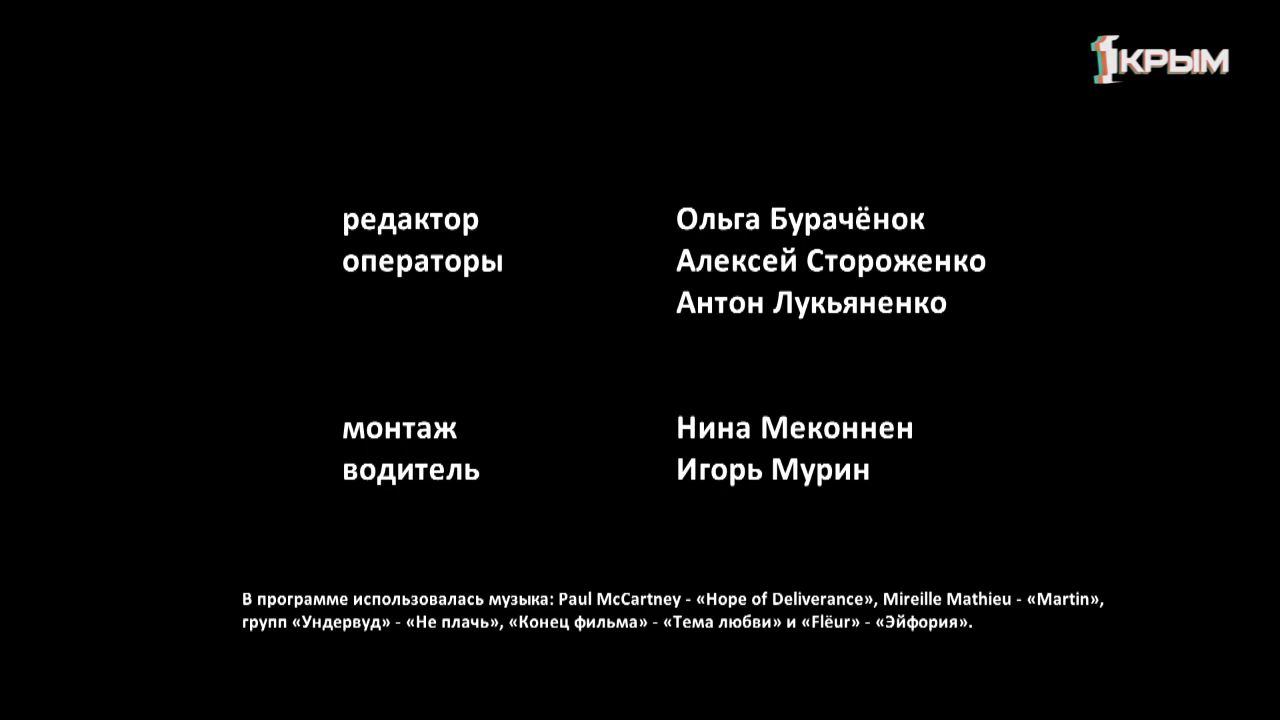 1КРЫМ
редактор Ольга Бурачёнок
операторы Алексей Стороженко
Антон Лукьяненко
монтаж Нина Меконнен
водитель Игорь Мурин
В программе использовалась музыка: Paul McCartney - «Hope of Deliverance», Mireille Mathieu - «Martin»,
групп «Ундервуд» - «Не плачь», «Конец фильма» - «Тема любви» и «Flëur» - «Эйфория».